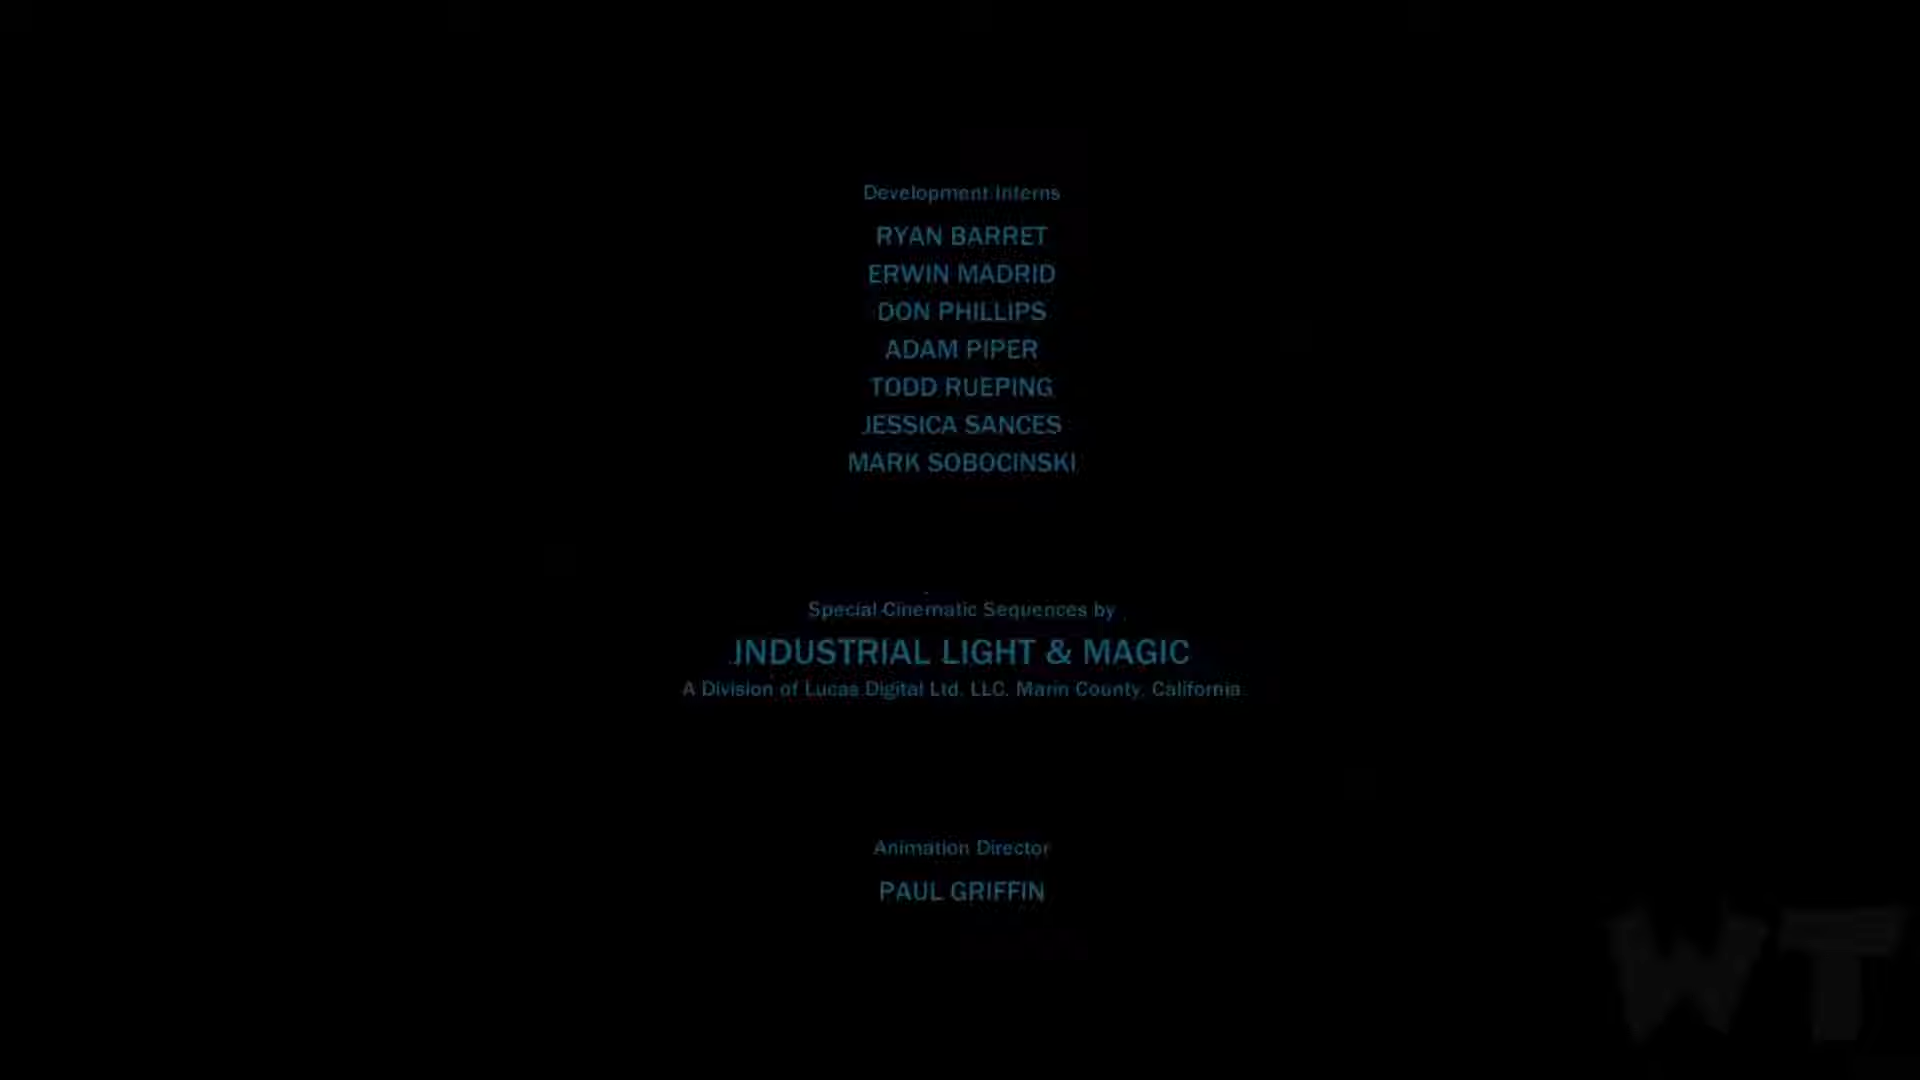 Development Interns
RYAN BARRET
ERWIN MADRID
DON PHILLIPS
ADAM PIPER
TODD RUEPING
JESSICA SANCES
MARK SOBOCINSKI
Special Cinematic Sequences by
INDUSTRIAL LIGHT & MAGIC
A Division of Lucas Digital Ltd. LLC, Marin County, California
Animation Director
PAUL GRIFFIN
WT